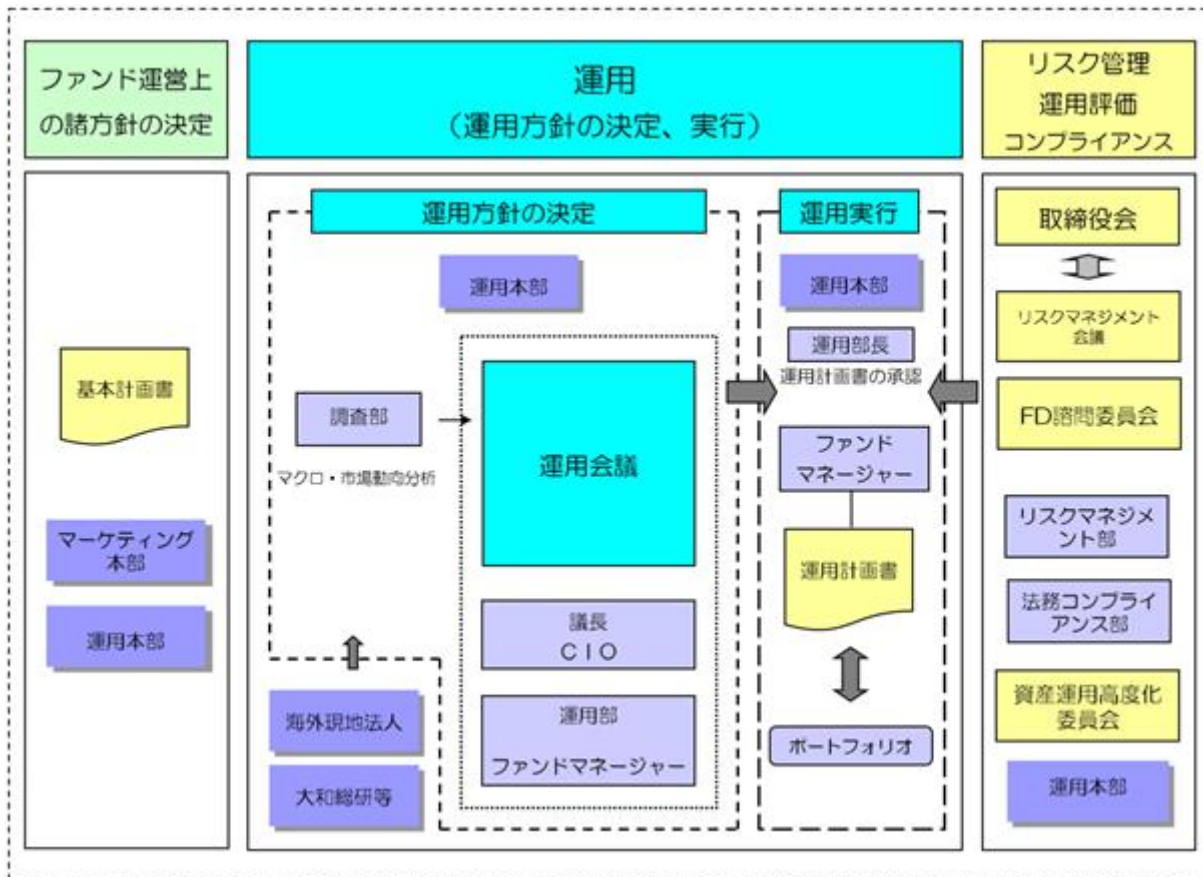 ファンド運営上
の諸方針の決定
運用
（運用方針の決定、実行）
リスク管理
運用評価
コンプライアンス
基本計画書
マーケティング
本部
運用本部
運用方針の決定
運用本部
調査部
マクロ・市場動向分析
運用会議
議長
ＣＩＯ
運用部
ファンドマネージャー
海外現地法人
大和総研等
運用実行
運用本部
運用部長
運用計画書の承認
ファンド
マネージャー
運用計画書
ポートフォリオ
取締役会
リスクマネジメント
会議
FD諮問委員会
リスクマネジメ
ント部
法務コンプライ
アンス部
資産運用高度化
委員会
運用本部